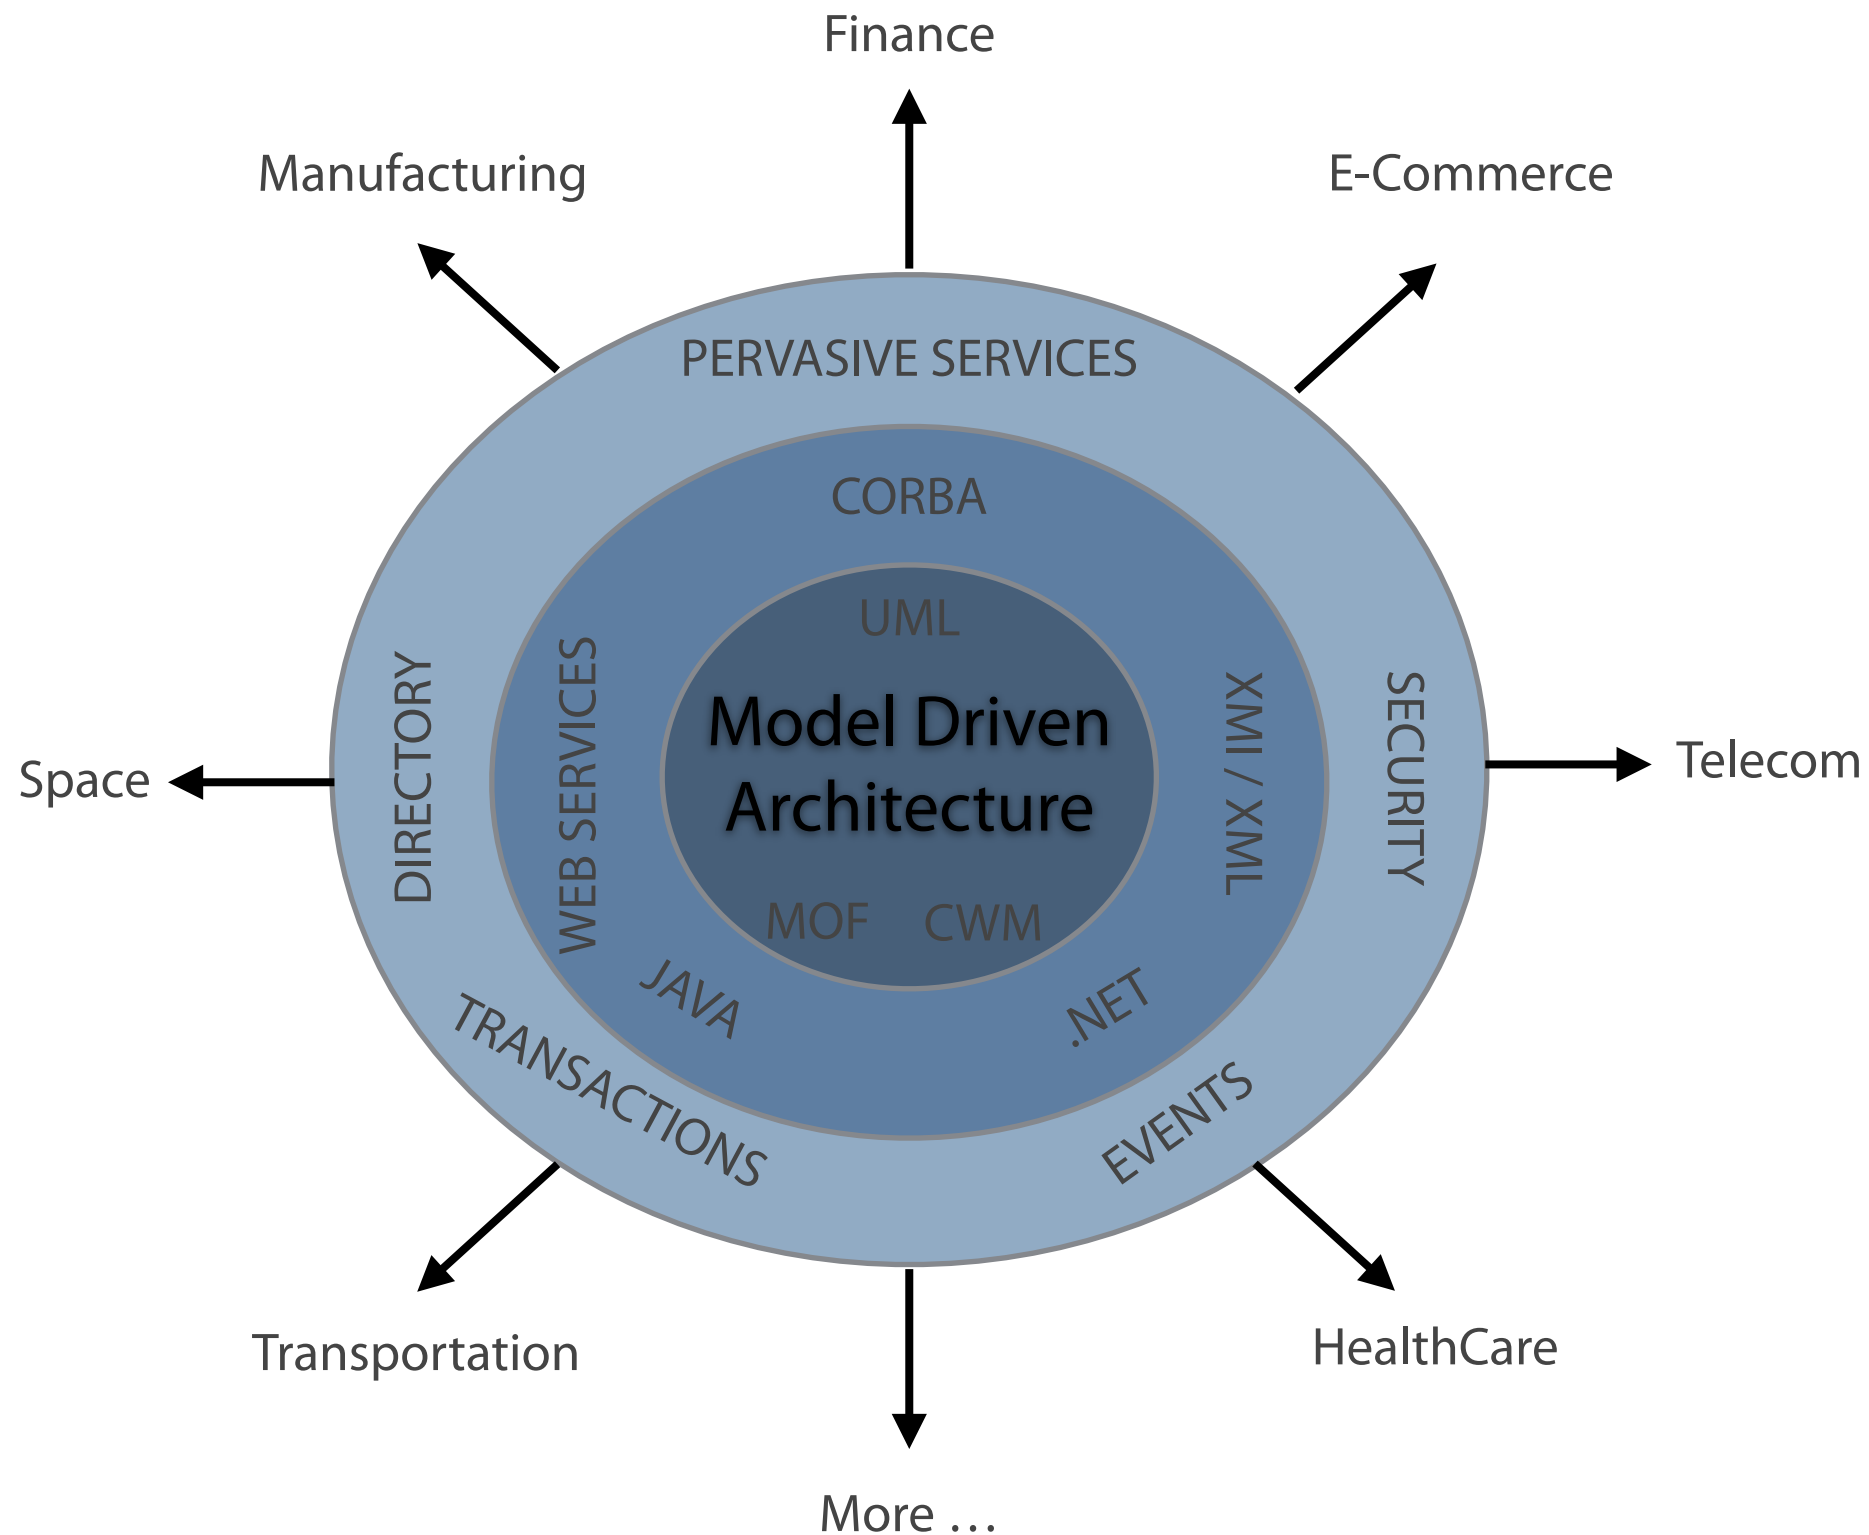 Finance
Manufacturing
E-Commerce
PERVASIVE SERVICES
CORBA
UML
Model Driven
Architecture
MOF
CWM
DIRECTORY
WEB SERVICES
XMI / XML
SECURITY
Space
Telecom
JAVA
.NET
TRANSACTIONS
EVENTS
Transportation
HealthCare
More …